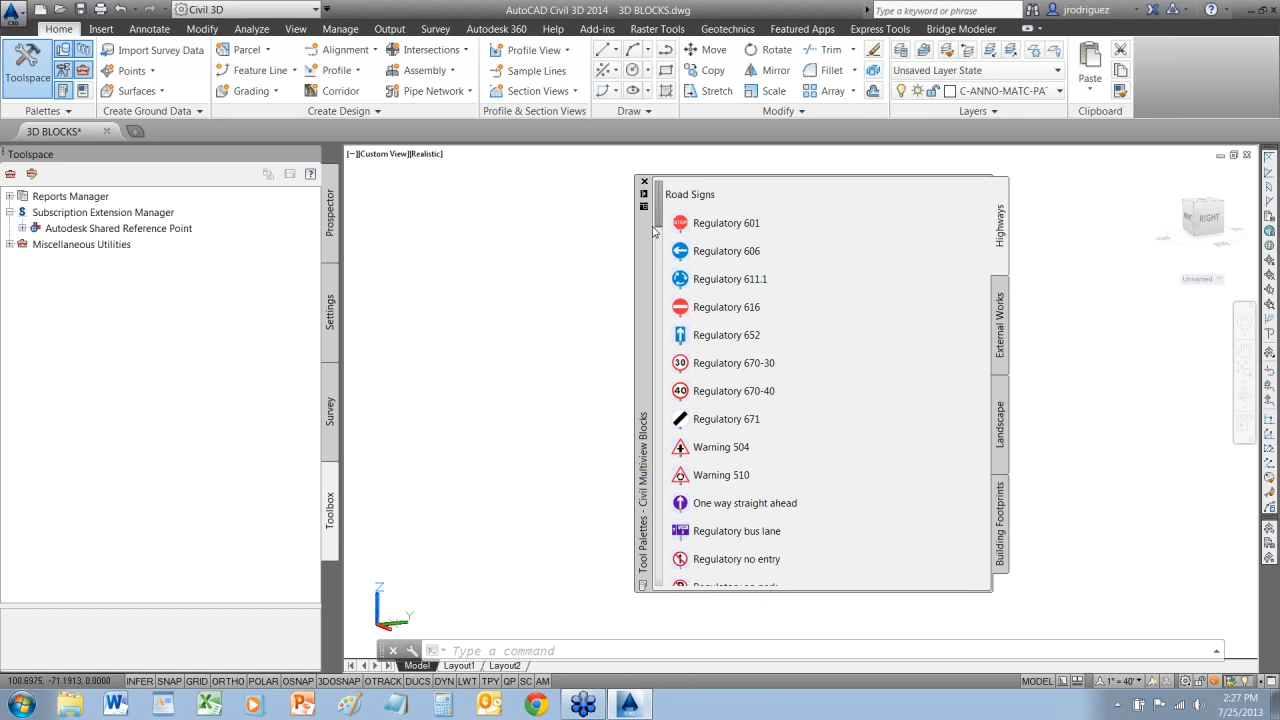 Civil 3D
AutoCAD Civil 3D 2014 3D BLOCKS.dwg
Type a keyword or phrase
jrodriguez
C3D
Home Insert Annotate Modify Analyze View Manage Output Survey Autodesk 360 Help Add-ins Raster Tools Geotechnics Featured Apps Express Tools Bridge Modeler
Toolspace
Import Survey Data
Points
Surfaces
Parcel
Feature Line
Grading
Alignment
Profile
Corridor
Intersections
Assembly
Pipe Network
Profile View
Sample Lines
Section Views
Move
Copy
Stretch
Rotate
Mirror
Scale
Trim
Fillet
Array
Unsaved Layer State
C-ANNO-MATC-PA
Paste
Palettes
Create Ground Data
Create Design
Profile & Section Views
Draw
Modify
Layers
Clipboard
3D BLOCKS*
Toolspace
Reports Manager
Subscription Extension Manager
Autodesk Shared Reference Point
Miscellaneous Utilities
Prospector
Settings
Survey
Toolbox
[−][Custom View][Realistic]
Road Signs
STOP
Regulatory 601
Regulatory 606
Regulatory 611.1
Regulatory 616
Regulatory 652
30
Regulatory 670-30
40
Regulatory 670-40
Regulatory 671
Warning 504
Warning 510
One way straight ahead
Regulatory bus lane
Regulatory no entry
Tool Palettes - Civil Multiview Blocks
Highways
External Works
Landscape
Building Footprints
RIGHT
Unnamed
Z
Y
Type a command
Model Layout1 Layout2
100.6975, -71.1913, 0.0000
INFER SNAP GRID ORTHO POLAR OSNAP 3DOSNAP OTRACK DUCS DYN LWT TPY QP SC AM
MODEL
1" = 40'
2:27 PM
7/25/2013